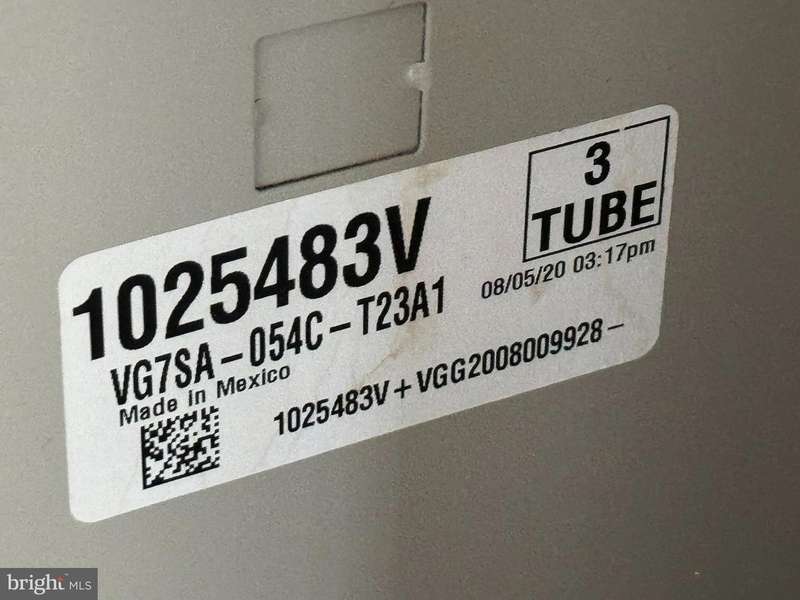 3
TUBE
1025483V
08/05/20 03:17pm
VG7SA-054C-T23A1
Made in Mexico
1025483V+VGG2008009928-
bright MLS